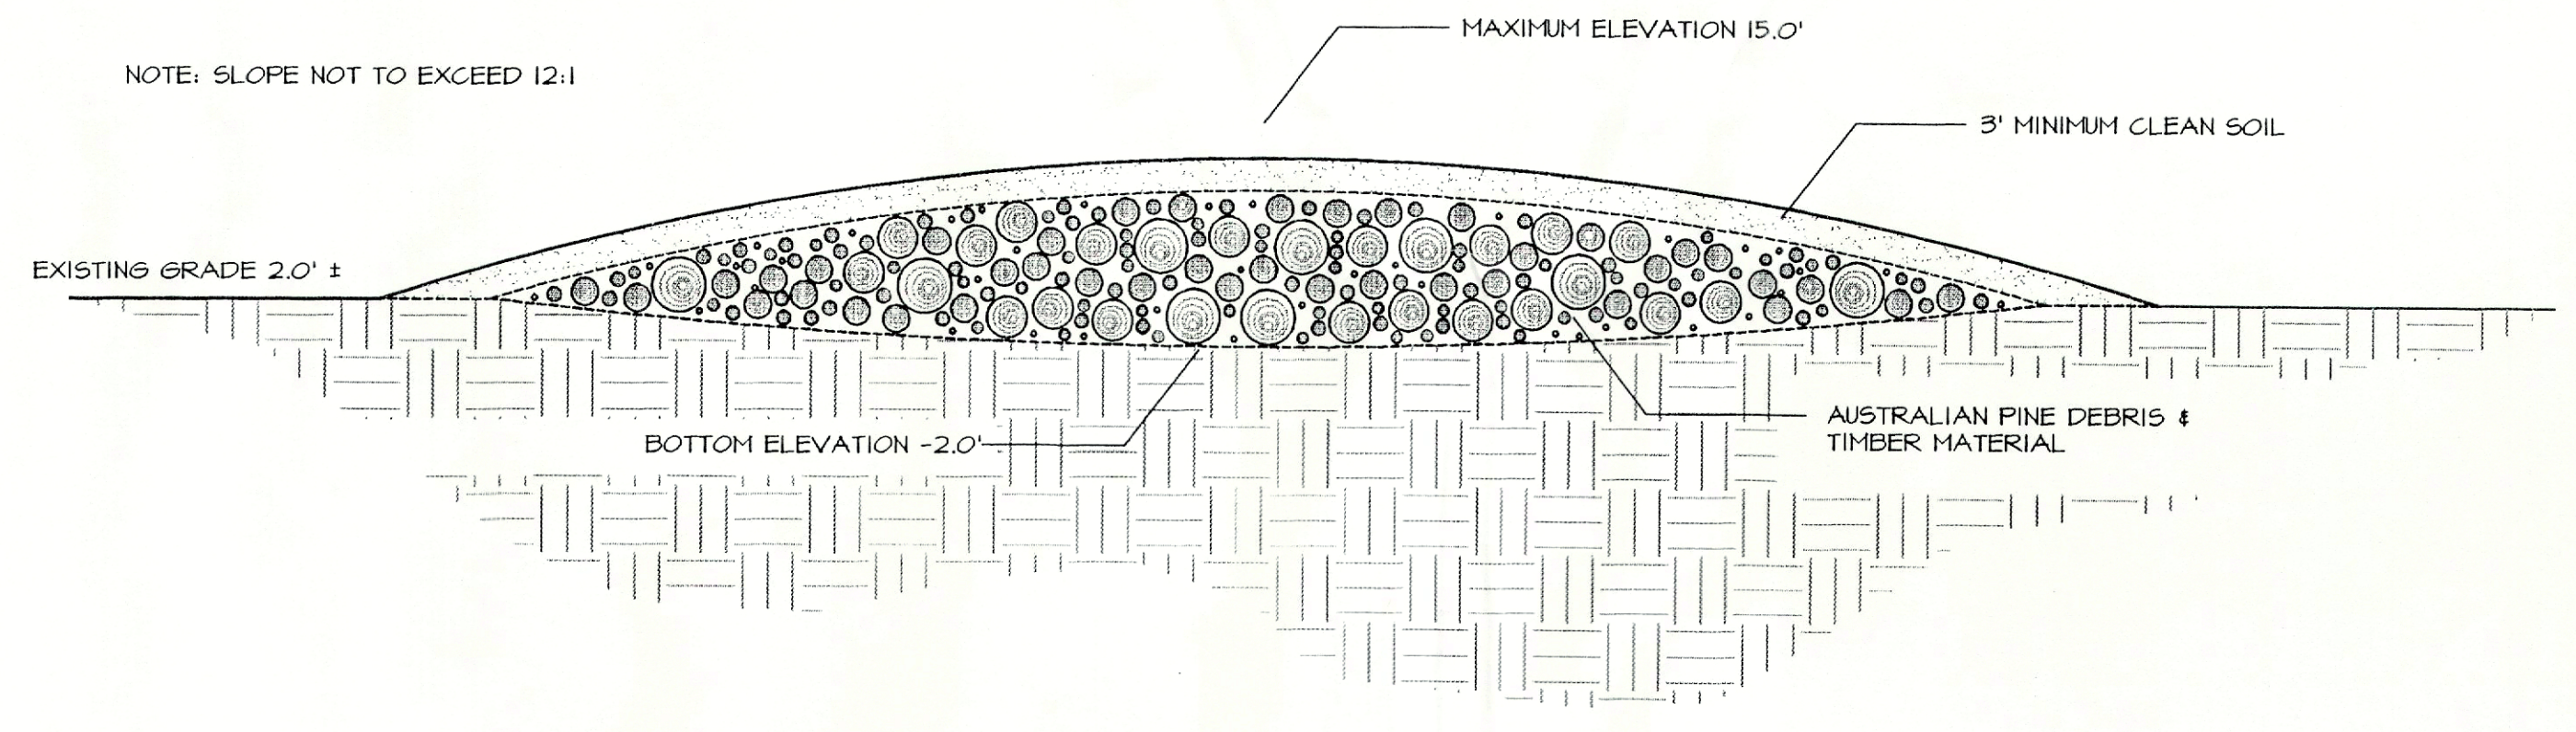 MAXIMUM ELEVATION 15.0'
NOTE: SLOPE NOT TO EXCEED 12:1
3' MINIMUM CLEAN SOIL
EXISTING GRADE 2.0' ±
AUSTRALIAN PINE DEBRIS &
TIMBER MATERIAL
BOTTOM ELEVATION -2.0'